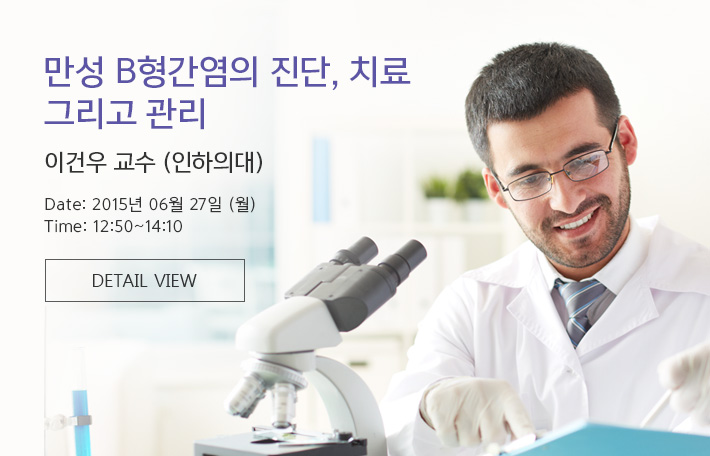 만성 B형간염의 진단, 치료
그리고 관리
이건우 교수 (인하의대)
Date: 2015년 06월 27일 (월)
Time: 12:50~14:10
DETAIL VIEW